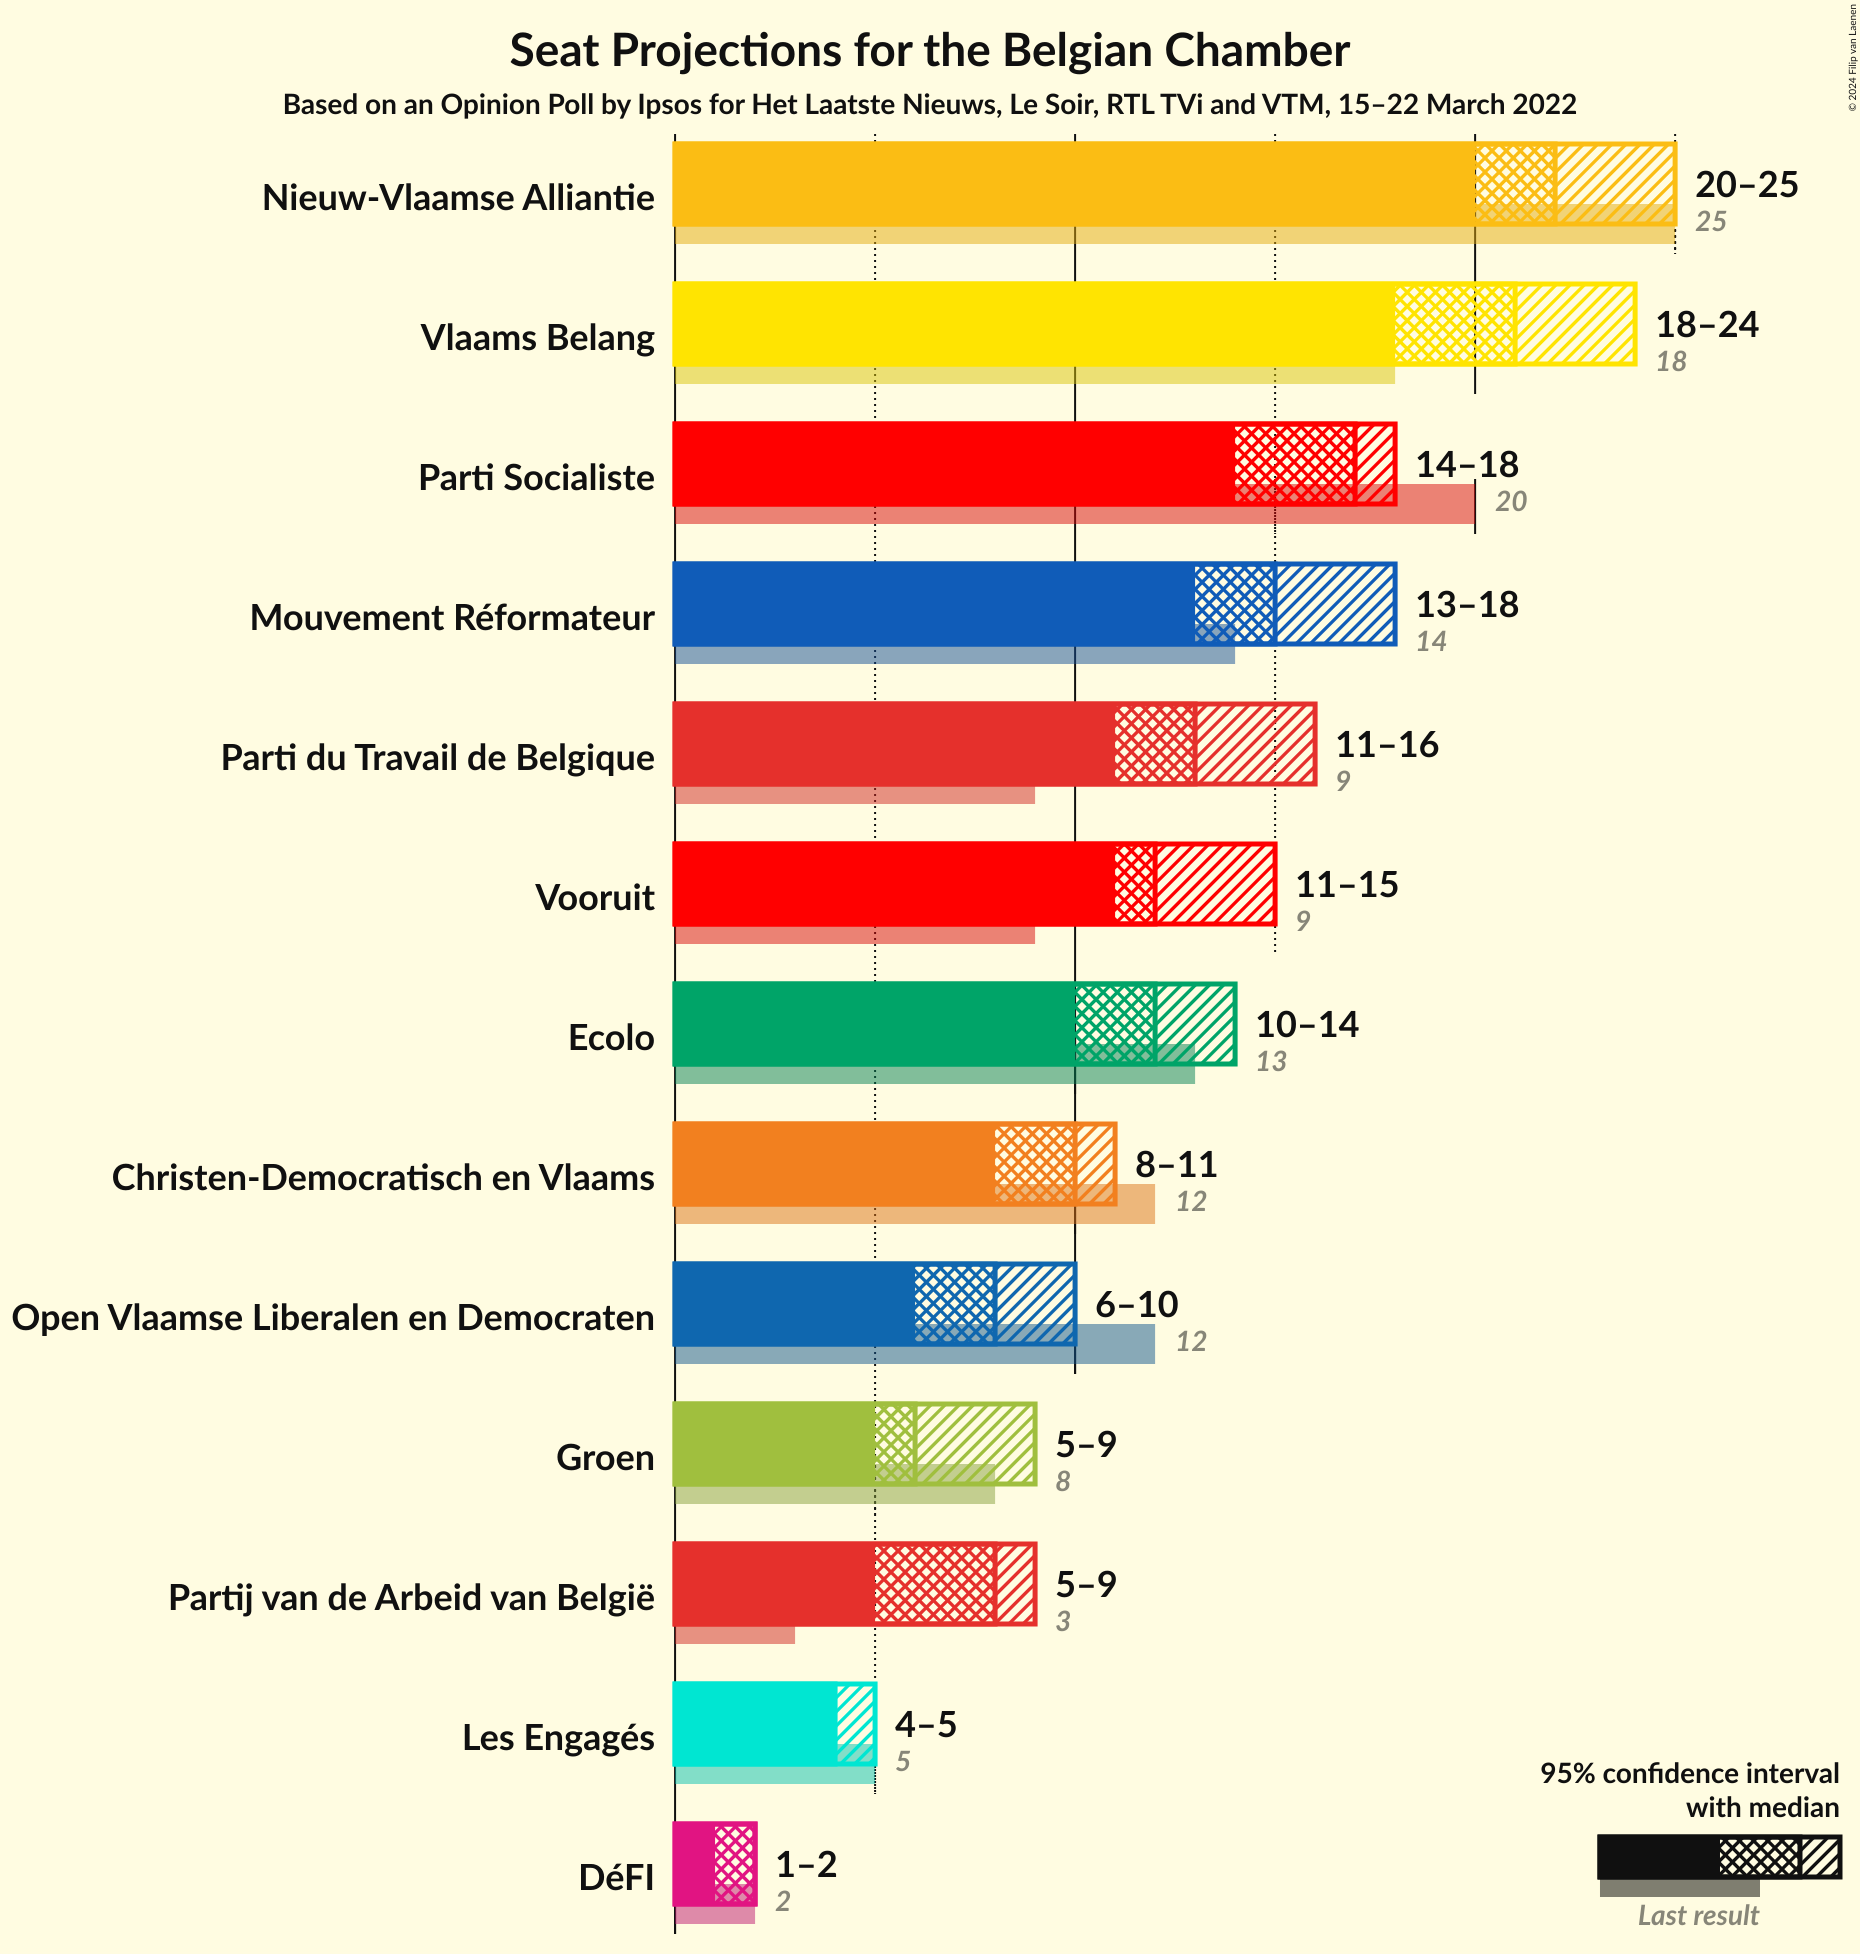 Seat Projections for the Belgian Chamber
Based on an Opinion Poll by Ipsos for Het Laatste Nieuws, Le Soir, RTL TVi and VTM, 15–22 March 2022
© 2024 Filip van Laenen
Nieuw-Vlaamse Alliantie
20–25
25
Vlaams Belang
18–24
18
Parti Socialiste
14–18
20
Mouvement Réformateur
13–18
14
Parti du Travail de Belgique
11–16
9
Vooruit
11–15
9
Ecolo
10–14
13
Christen-Democratisch en Vlaams
8–11
12
Open Vlaamse Liberalen en Democraten
6–10
12
Groen
5–9
8
Partij van de Arbeid van België
5–9
3
Les Engagés
4–5
5
DéFI
1–2
2
95% confidence interval
with median
Last result